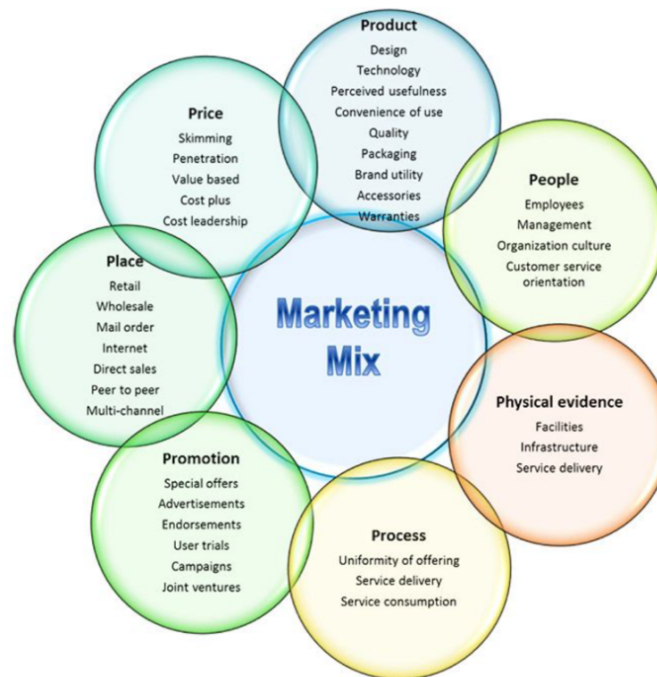 Product
Design
Technology
Perceived usefulness
Convenience of use
Quality
Packaging
Brand utility
Accessories
Warranties
People
Employees
Management
Organization culture
Customer service
orientation
Physical evidence
Facilities
Infrastructure
Service delivery
Process
Uniformity of offering
Service delivery
Service consumption
Promotion
Special offers
Advertisements
Endorsements
User trials
Campaigns
Joint ventures
Place
Retail
Wholesale
Mail order
Internet
Direct sales
Peer to peer
Multi-channel
Price
Skimming
Penetration
Value based
Cost plus
Cost leadership
Marketing
Mix